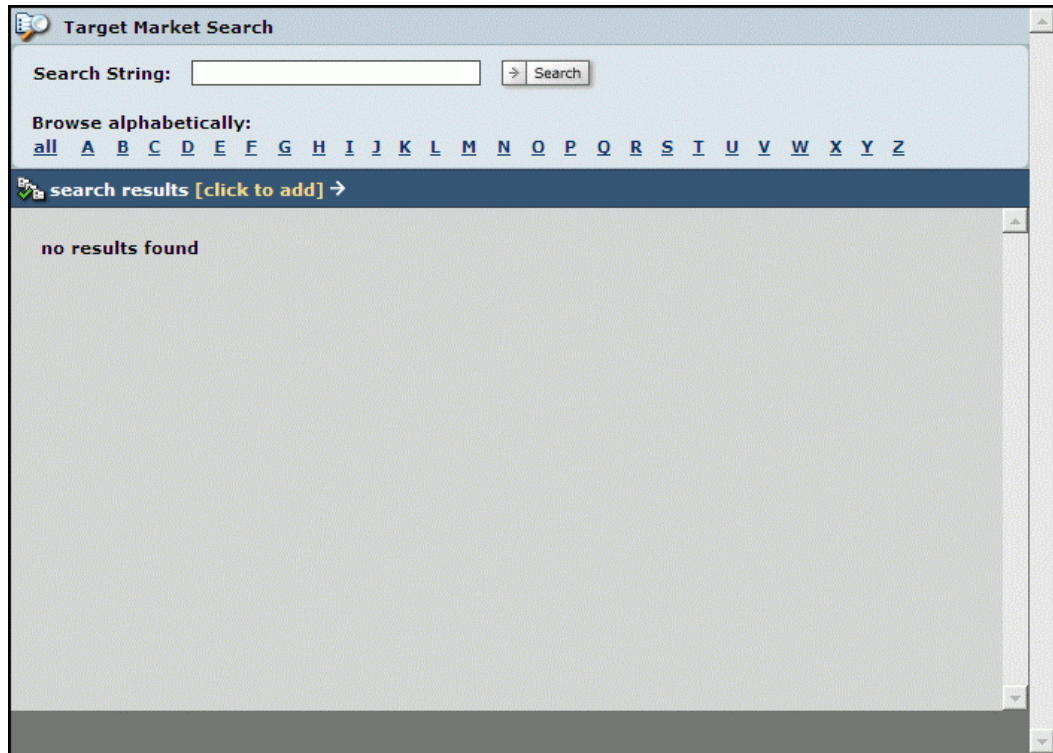 Target Market Search
Search String: Search
Browse alphabetically:
all A B C D E F G H I J K L M N O P Q R S T U V W X Y Z
search results [click to add] →
no results found